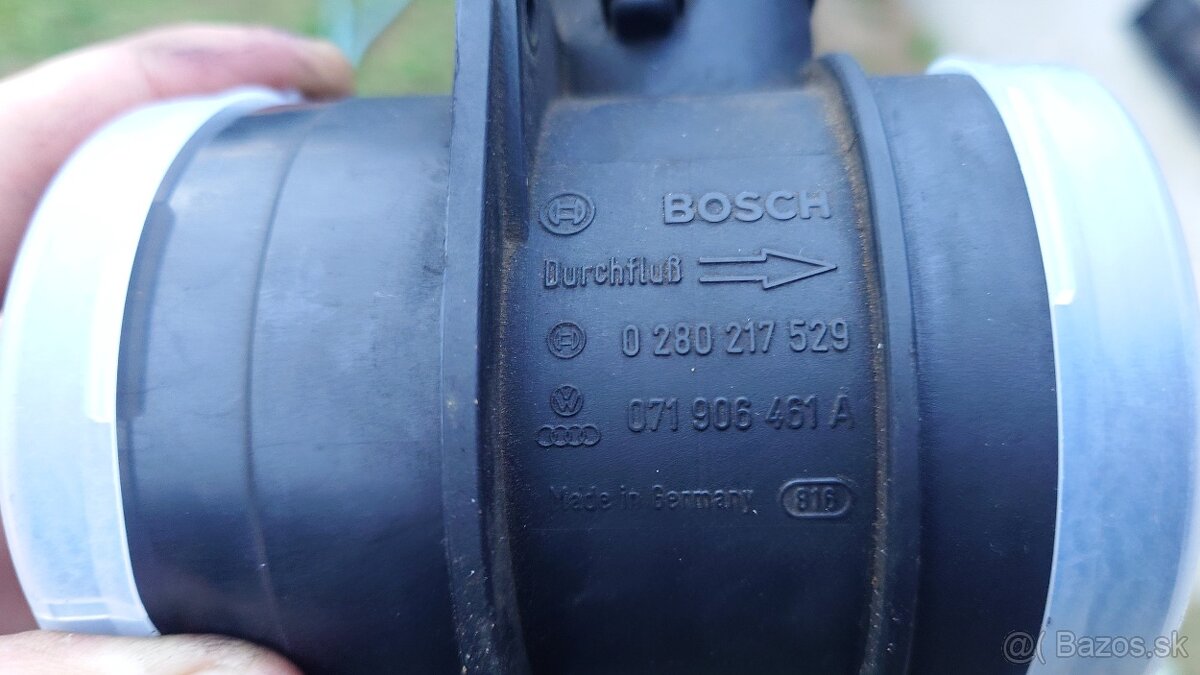 BOSCH
Durchfluß
0 280 217 529
071 906 461 A
Made in Germany 816
@( Bazos.sk